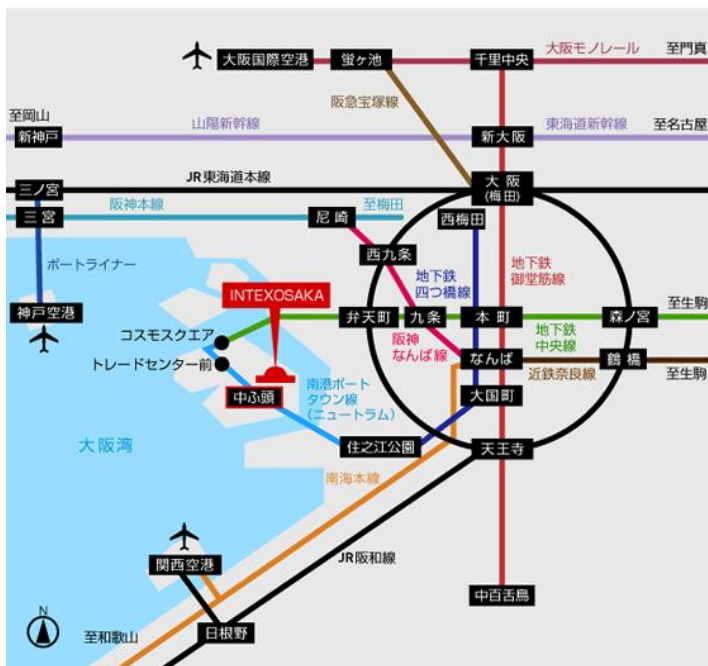 大阪国際空港
蛍ヶ池
千里中央
大阪モノレール
至門真
阪急宝塚線
至岡山
新神戸
山陽新幹線
新大阪
東海道新幹線
至名古屋
JR東海道本線
三ノ宮
大阪
(梅田)
三宮
阪神本線
尼崎
至梅田
西梅田
ポートライナー
西九条
地下鉄
四つ橋線
地下鉄
御堂筋線
INTEXOSAKA
神戸空港
コスモスクエア
弁天町
九条
本町
森ノ宮
至生駒
トレードセンター前
阪神
なんば線
地下鉄
中央線
なんば
鶴橋
近鉄奈良線
至生駒
中ふ頭
南港ポート
タウン線
(ニュートラム)
大国町
大阪湾
住之江公園
天王寺
南海本線
関西空港
JR阪和線
中百舌鳥
N
至和歌山
日根野